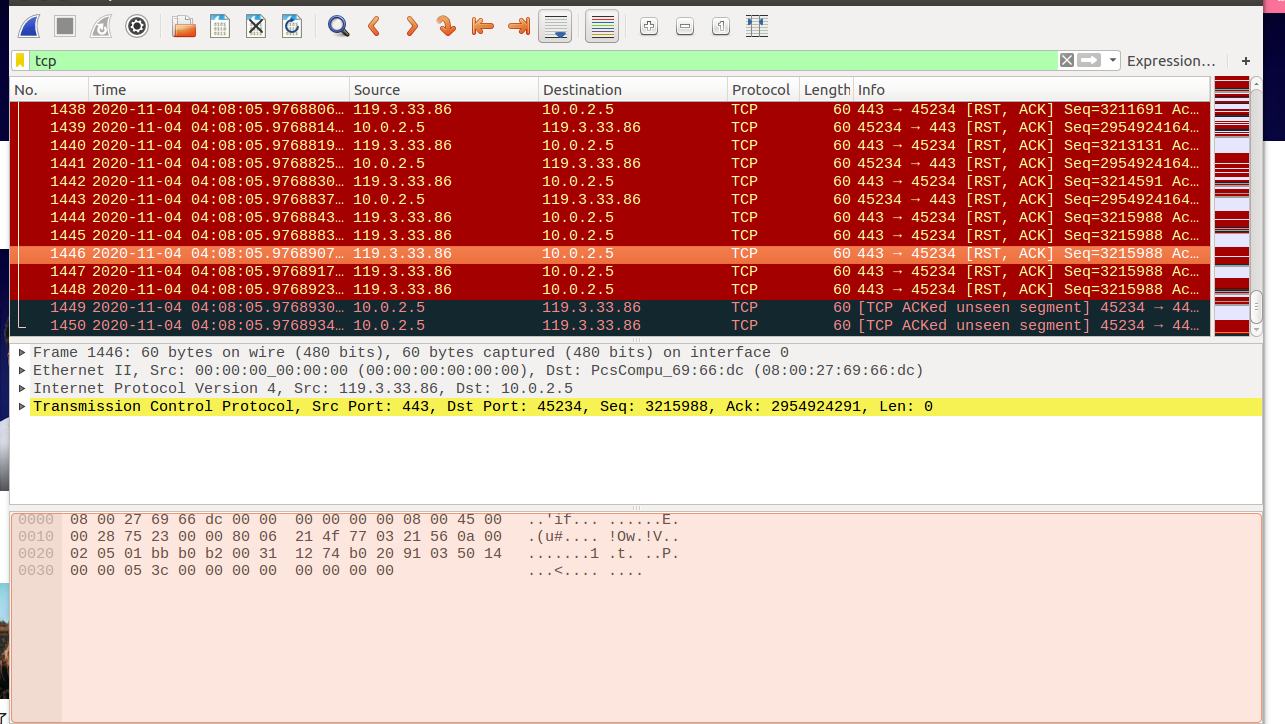 tcp Expression… +
No. Time Source Destination Protocol Length Info
1438 2020-11-04 04:08:05.9768806… 119.3.33.86 10.0.2.5 TCP 60 443 → 45234 [RST, ACK] Seq=3211691 Ac…
1439 2020-11-04 04:08:05.9768814… 10.0.2.5 119.3.33.86 TCP 60 45234 → 443 [RST, ACK] Seq=2954924164…
1440 2020-11-04 04:08:05.9768819… 119.3.33.86 10.0.2.5 TCP 60 443 → 45234 [RST, ACK] Seq=3213131 Ac…
1441 2020-11-04 04:08:05.9768825… 10.0.2.5 119.3.33.86 TCP 60 45234 → 443 [RST, ACK] Seq=2954924164…
1442 2020-11-04 04:08:05.9768830… 119.3.33.86 10.0.2.5 TCP 60 443 → 45234 [RST, ACK] Seq=3214591 Ac…
1443 2020-11-04 04:08:05.9768837… 10.0.2.5 119.3.33.86 TCP 60 45234 → 443 [RST, ACK] Seq=2954924164…
1444 2020-11-04 04:08:05.9768843… 119.3.33.86 10.0.2.5 TCP 60 443 → 45234 [RST, ACK] Seq=3215988 Ac…
1445 2020-11-04 04:08:05.9768883… 119.3.33.86 10.0.2.5 TCP 60 443 → 45234 [RST, ACK] Seq=3215988 Ac…
1446 2020-11-04 04:08:05.9768907… 119.3.33.86 10.0.2.5 TCP 60 443 → 45234 [RST, ACK] Seq=3215988 Ac…
1447 2020-11-04 04:08:05.9768917… 119.3.33.86 10.0.2.5 TCP 60 443 → 45234 [RST, ACK] Seq=3215988 Ac…
1448 2020-11-04 04:08:05.9768923… 119.3.33.86 10.0.2.5 TCP 60 443 → 45234 [RST, ACK] Seq=3215988 Ac…
1449 2020-11-04 04:08:05.9768930… 10.0.2.5 119.3.33.86 TCP 60 [TCP ACKed unseen segment] 45234 → 44…
1450 2020-11-04 04:08:05.9768934… 10.0.2.5 119.3.33.86 TCP 60 [TCP ACKed unseen segment] 45234 → 44…
Frame 1446: 60 bytes on wire (480 bits), 60 bytes captured (480 bits) on interface 0
Ethernet II, Src: 00:00:00_00:00:00 (00:00:00:00:00:00), Dst: PcsCompu_69:66:dc (08:00:27:69:66:dc)
Internet Protocol Version 4, Src: 119.3.33.86, Dst: 10.0.2.5
Transmission Control Protocol, Src Port: 443, Dst Port: 45234, Seq: 3215988, Ack: 2954924291, Len: 0
0000 08 00 27 69 66 dc 00 00 00 00 00 00 08 00 45 00 ..'if... ......E.
0010 00 28 75 23 00 00 80 06 21 4f 77 03 21 56 0a 00 .(u#.... !Ow.!V..
0020 02 05 01 bb b0 b2 00 31 12 74 b0 20 91 03 50 14 .......1 .t. ..P.
0030 00 00 05 3c 00 00 00 00 00 00 00 00 ...<.... ....